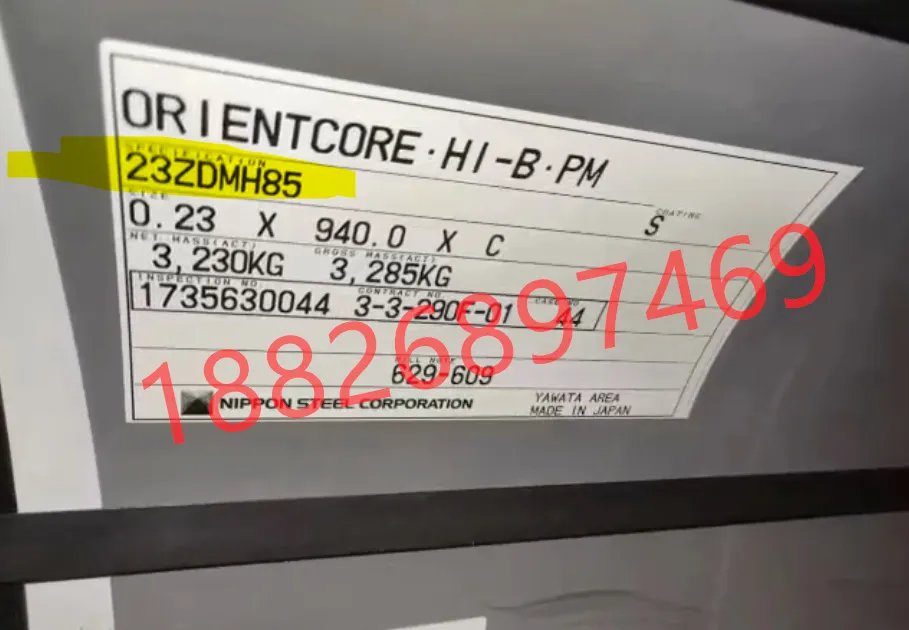 ORIENTCORE·HI-B·PM
SPECIFICATION
23ZDMH85
COATING
S
SIZE
0.23 X 940.0 X C
NET MASS(ACT) GROSS MASS(ACT)
3,230KG 3,285KG
INSPECTION NO. CONTRACT NO. CASE NO
1735630044 3-3-290F-01 44
MILL NOTE
629-609
NIPPON STEEL CORPORATION
YAWATA AREA
MADE IN JAPAN
18826897469